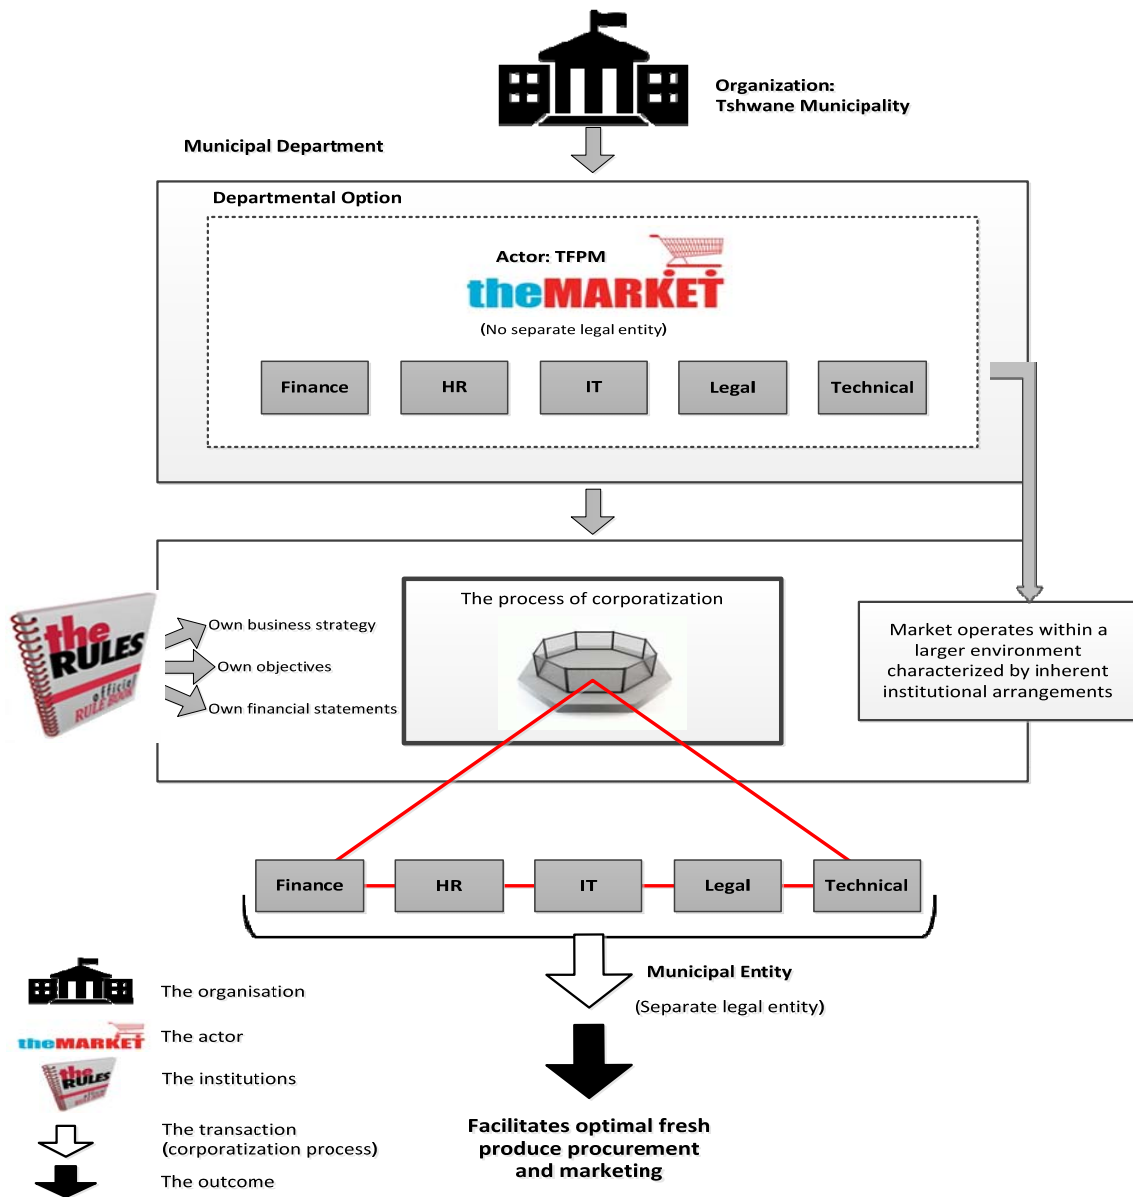 Organization:
Tshwane Municipality
Municipal Department
Departmental Option
Actor: TFPM
theMARKET
(No separate legal entity)
Finance
HR
IT
Legal
Technical
the
RULES
official
RULE BOOK
Own business strategy
Own objectives
Own financial statements
The process of corporatization
Market operates within a
larger environment
characterized by inherent
institutional arrangements
Finance
HR
IT
Legal
Technical
Municipal Entity
(Separate legal entity)
Facilitates optimal fresh
produce procurement
and marketing
The organisation
theMARKET
The actor
the
RULES
The institutions
The transaction
(corporatization process)
The outcome